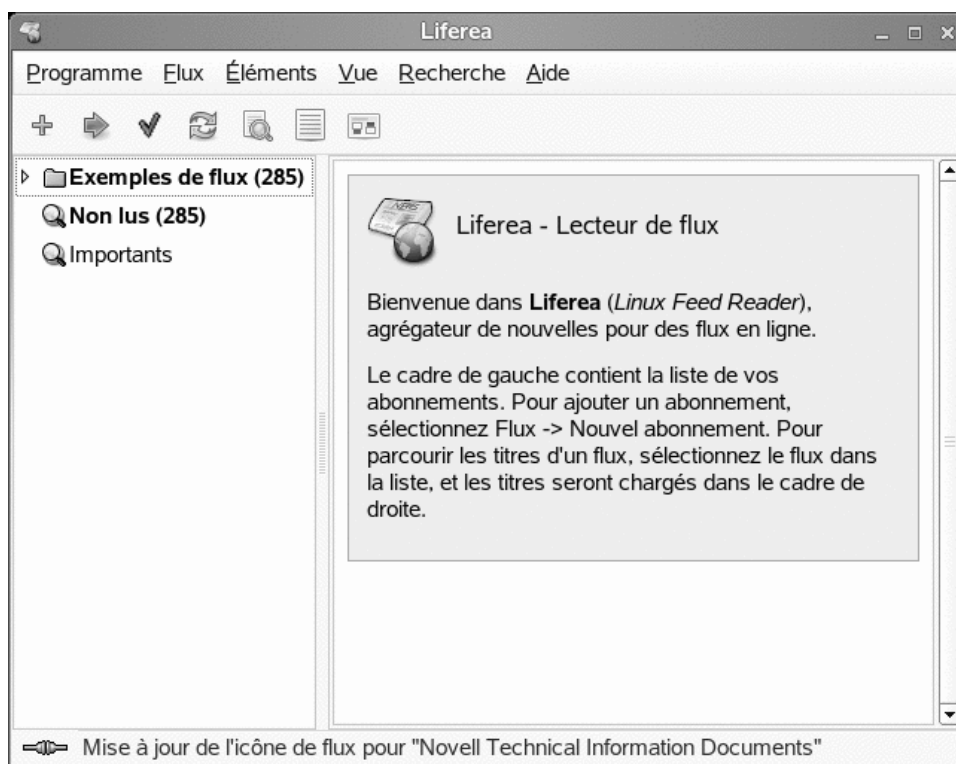 Liferea
Programme Flux Éléments Vue Recherche Aide
Exemples de flux (285)
Non lus (285)
Importants
NEWS
Liferea - Lecteur de flux
Bienvenue dans Liferea (Linux Feed Reader),
agrégateur de nouvelles pour des flux en ligne.
Le cadre de gauche contient la liste de vos
abonnements. Pour ajouter un abonnement,
sélectionnez Flux -> Nouvel abonnement. Pour
parcourir les titres d'un flux, sélectionnez le flux dans
la liste, et les titres seront chargés dans le cadre de
droite.
Mise à jour de l'icône de flux pour "Novell Technical Information Documents"